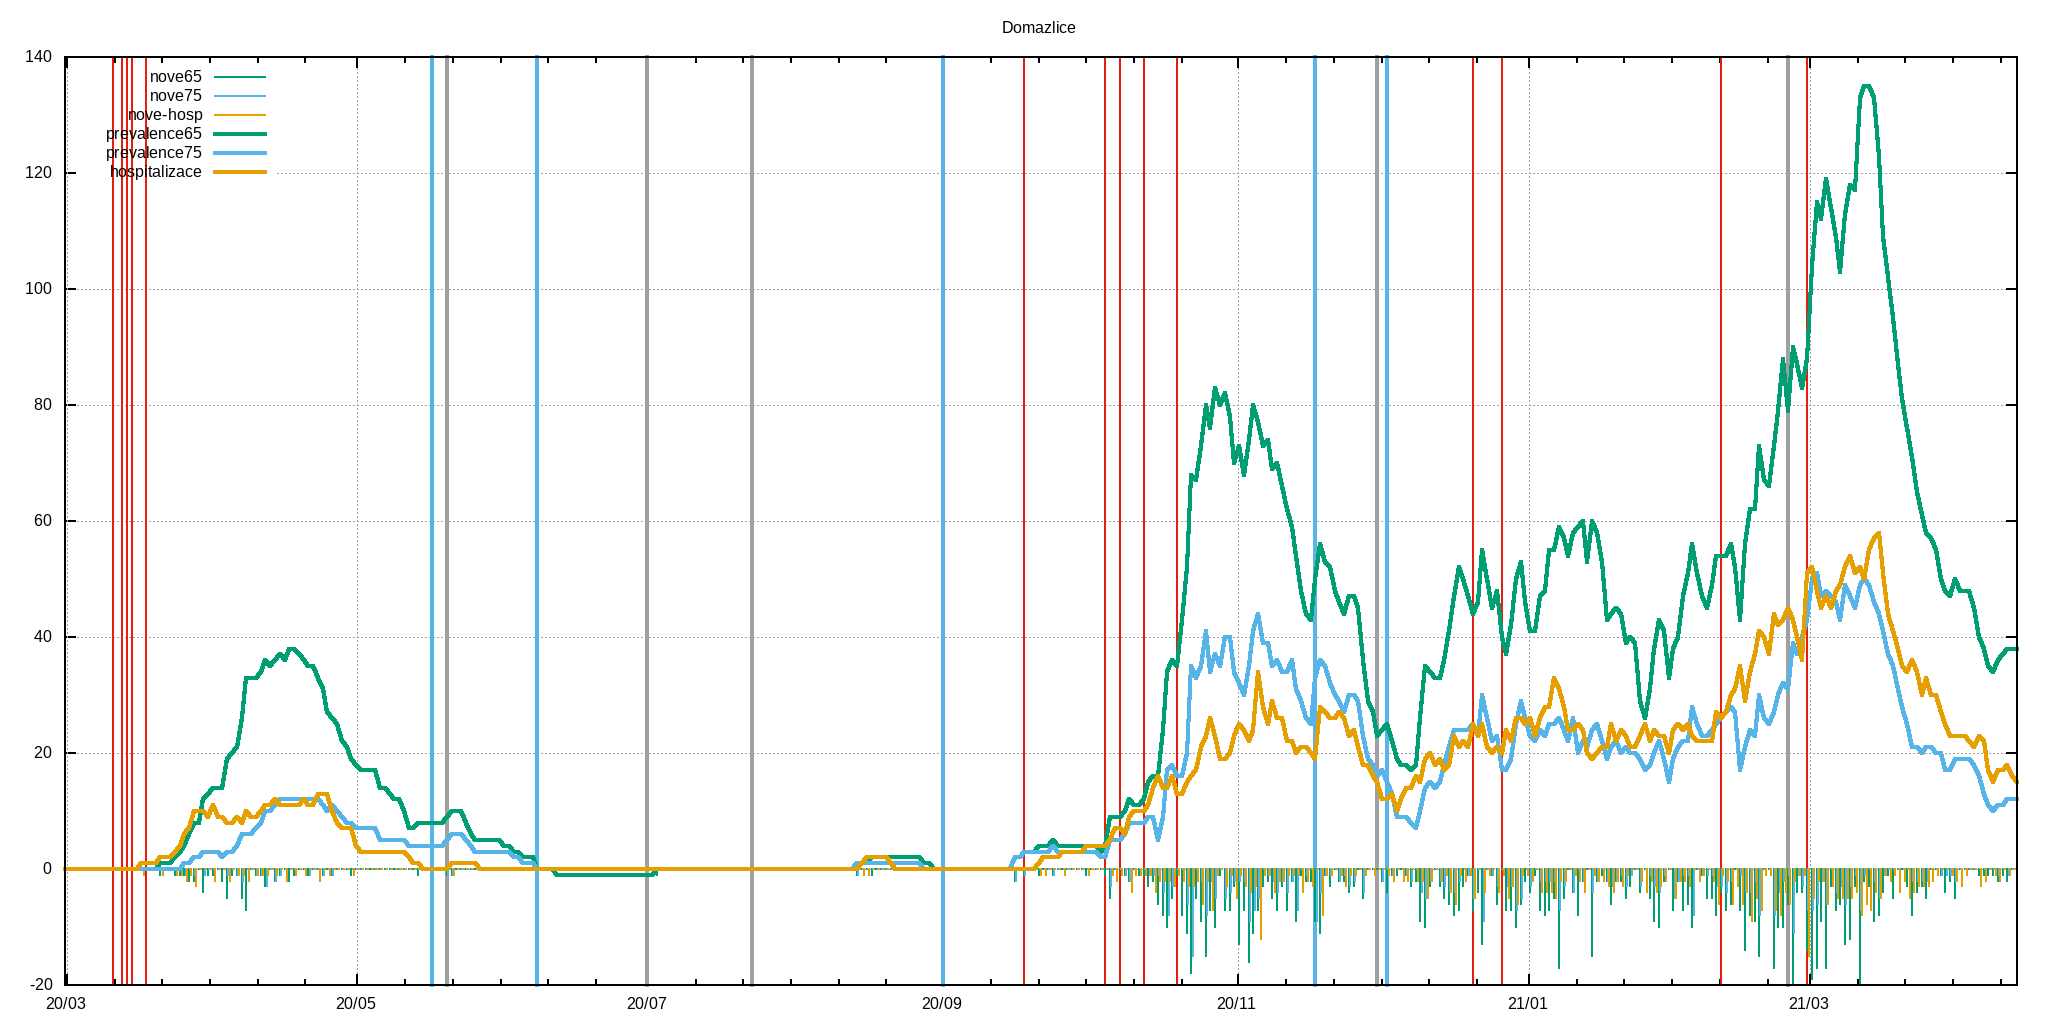 Domazlice
140
120
100
80
60
40
20
0
-20
nove65
nove75
nove-hosp
prevalence65
prevalence75
hospitalizace
20/03 20/05 20/07 20/09 20/11 21/01 21/03